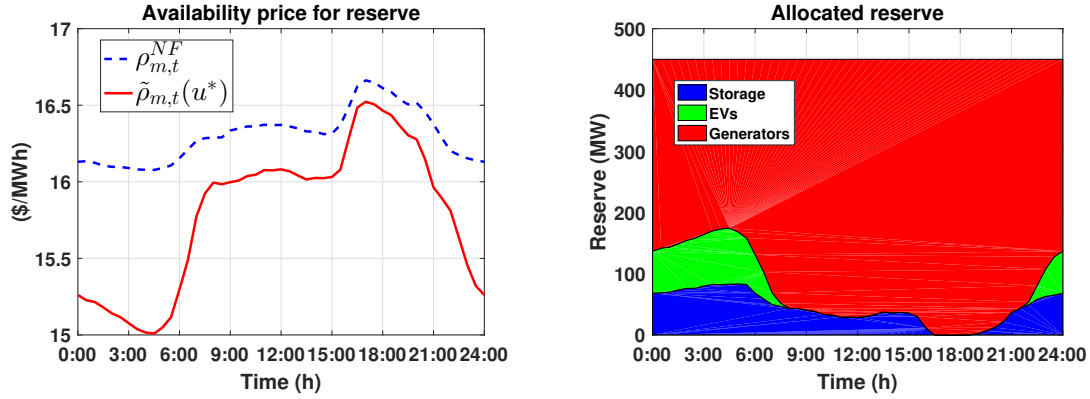 Availability price for reserve
17
16.5
16
15.5
15
($/MWh)
ρ_{m,t}^{NF}
ρ̃_{m,t}(u*)
0:00 3:00 6:00 9:00 12:00 15:00 18:00 21:00 24:00
Time (h)
Allocated reserve
500
400
300
200
100
0
Reserve (MW)
Storage
EVs
Generators
0:00 3:00 6:00 9:00 12:00 15:00 18:00 21:00 24:00
Time (h)